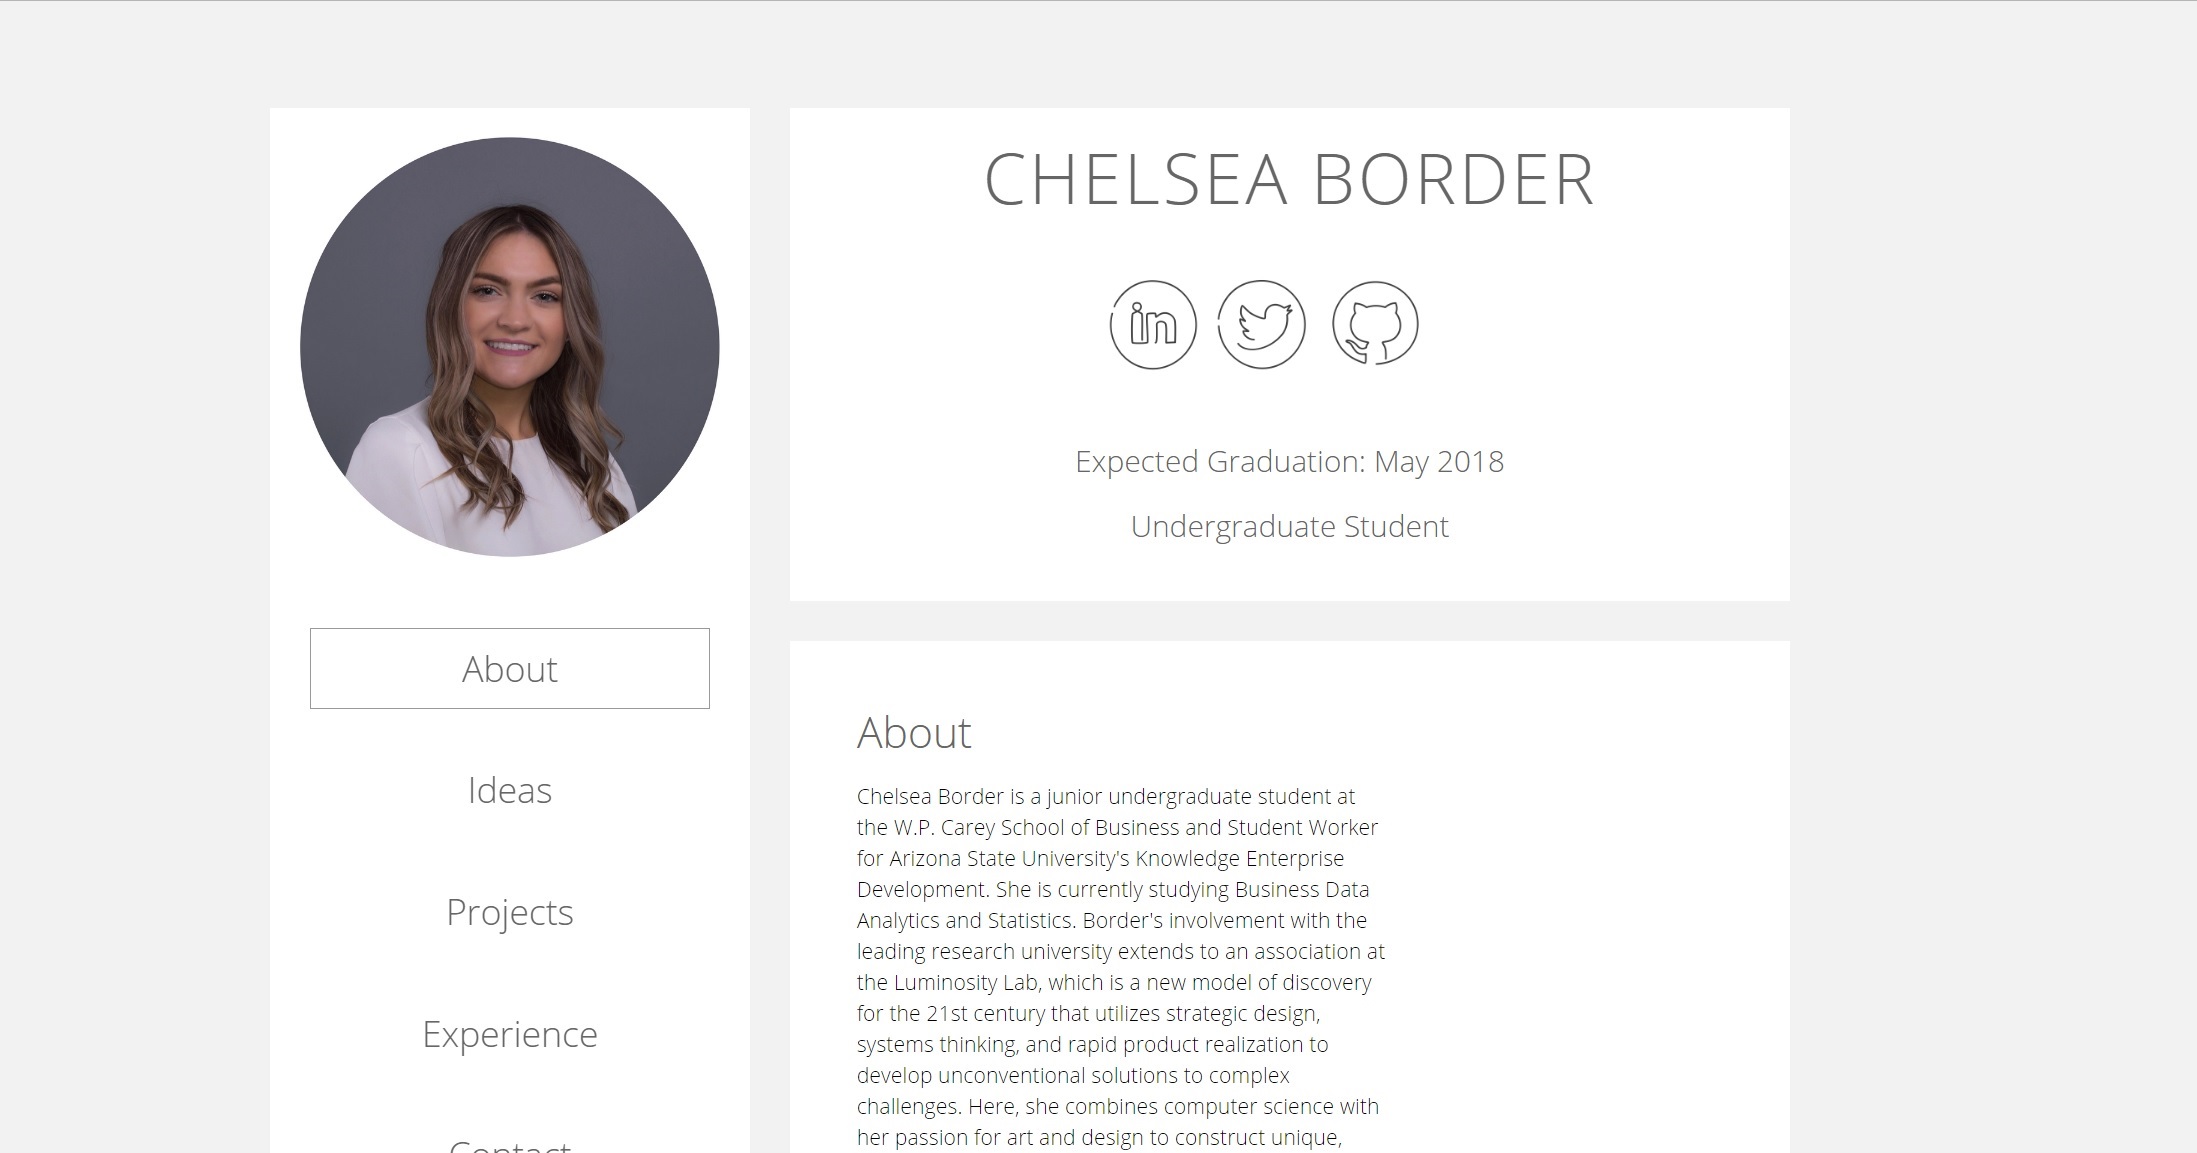 CHELSEA BORDER
in
Expected Graduation: May 2018
Undergraduate Student
About
Ideas
Projects
Experience
Contact
About
Chelsea Border is a junior undergraduate student at
the W.P. Carey School of Business and Student Worker
for Arizona State University's Knowledge Enterprise
Development. She is currently studying Business Data
Analytics and Statistics. Border's involvement with the
leading research university extends to an association at
the Luminosity Lab, which is a new model of discovery
for the 21st century that utilizes strategic design,
systems thinking, and rapid product realization to
develop unconventional solutions to complex
challenges. Here, she combines computer science with
her passion for art and design to construct unique,